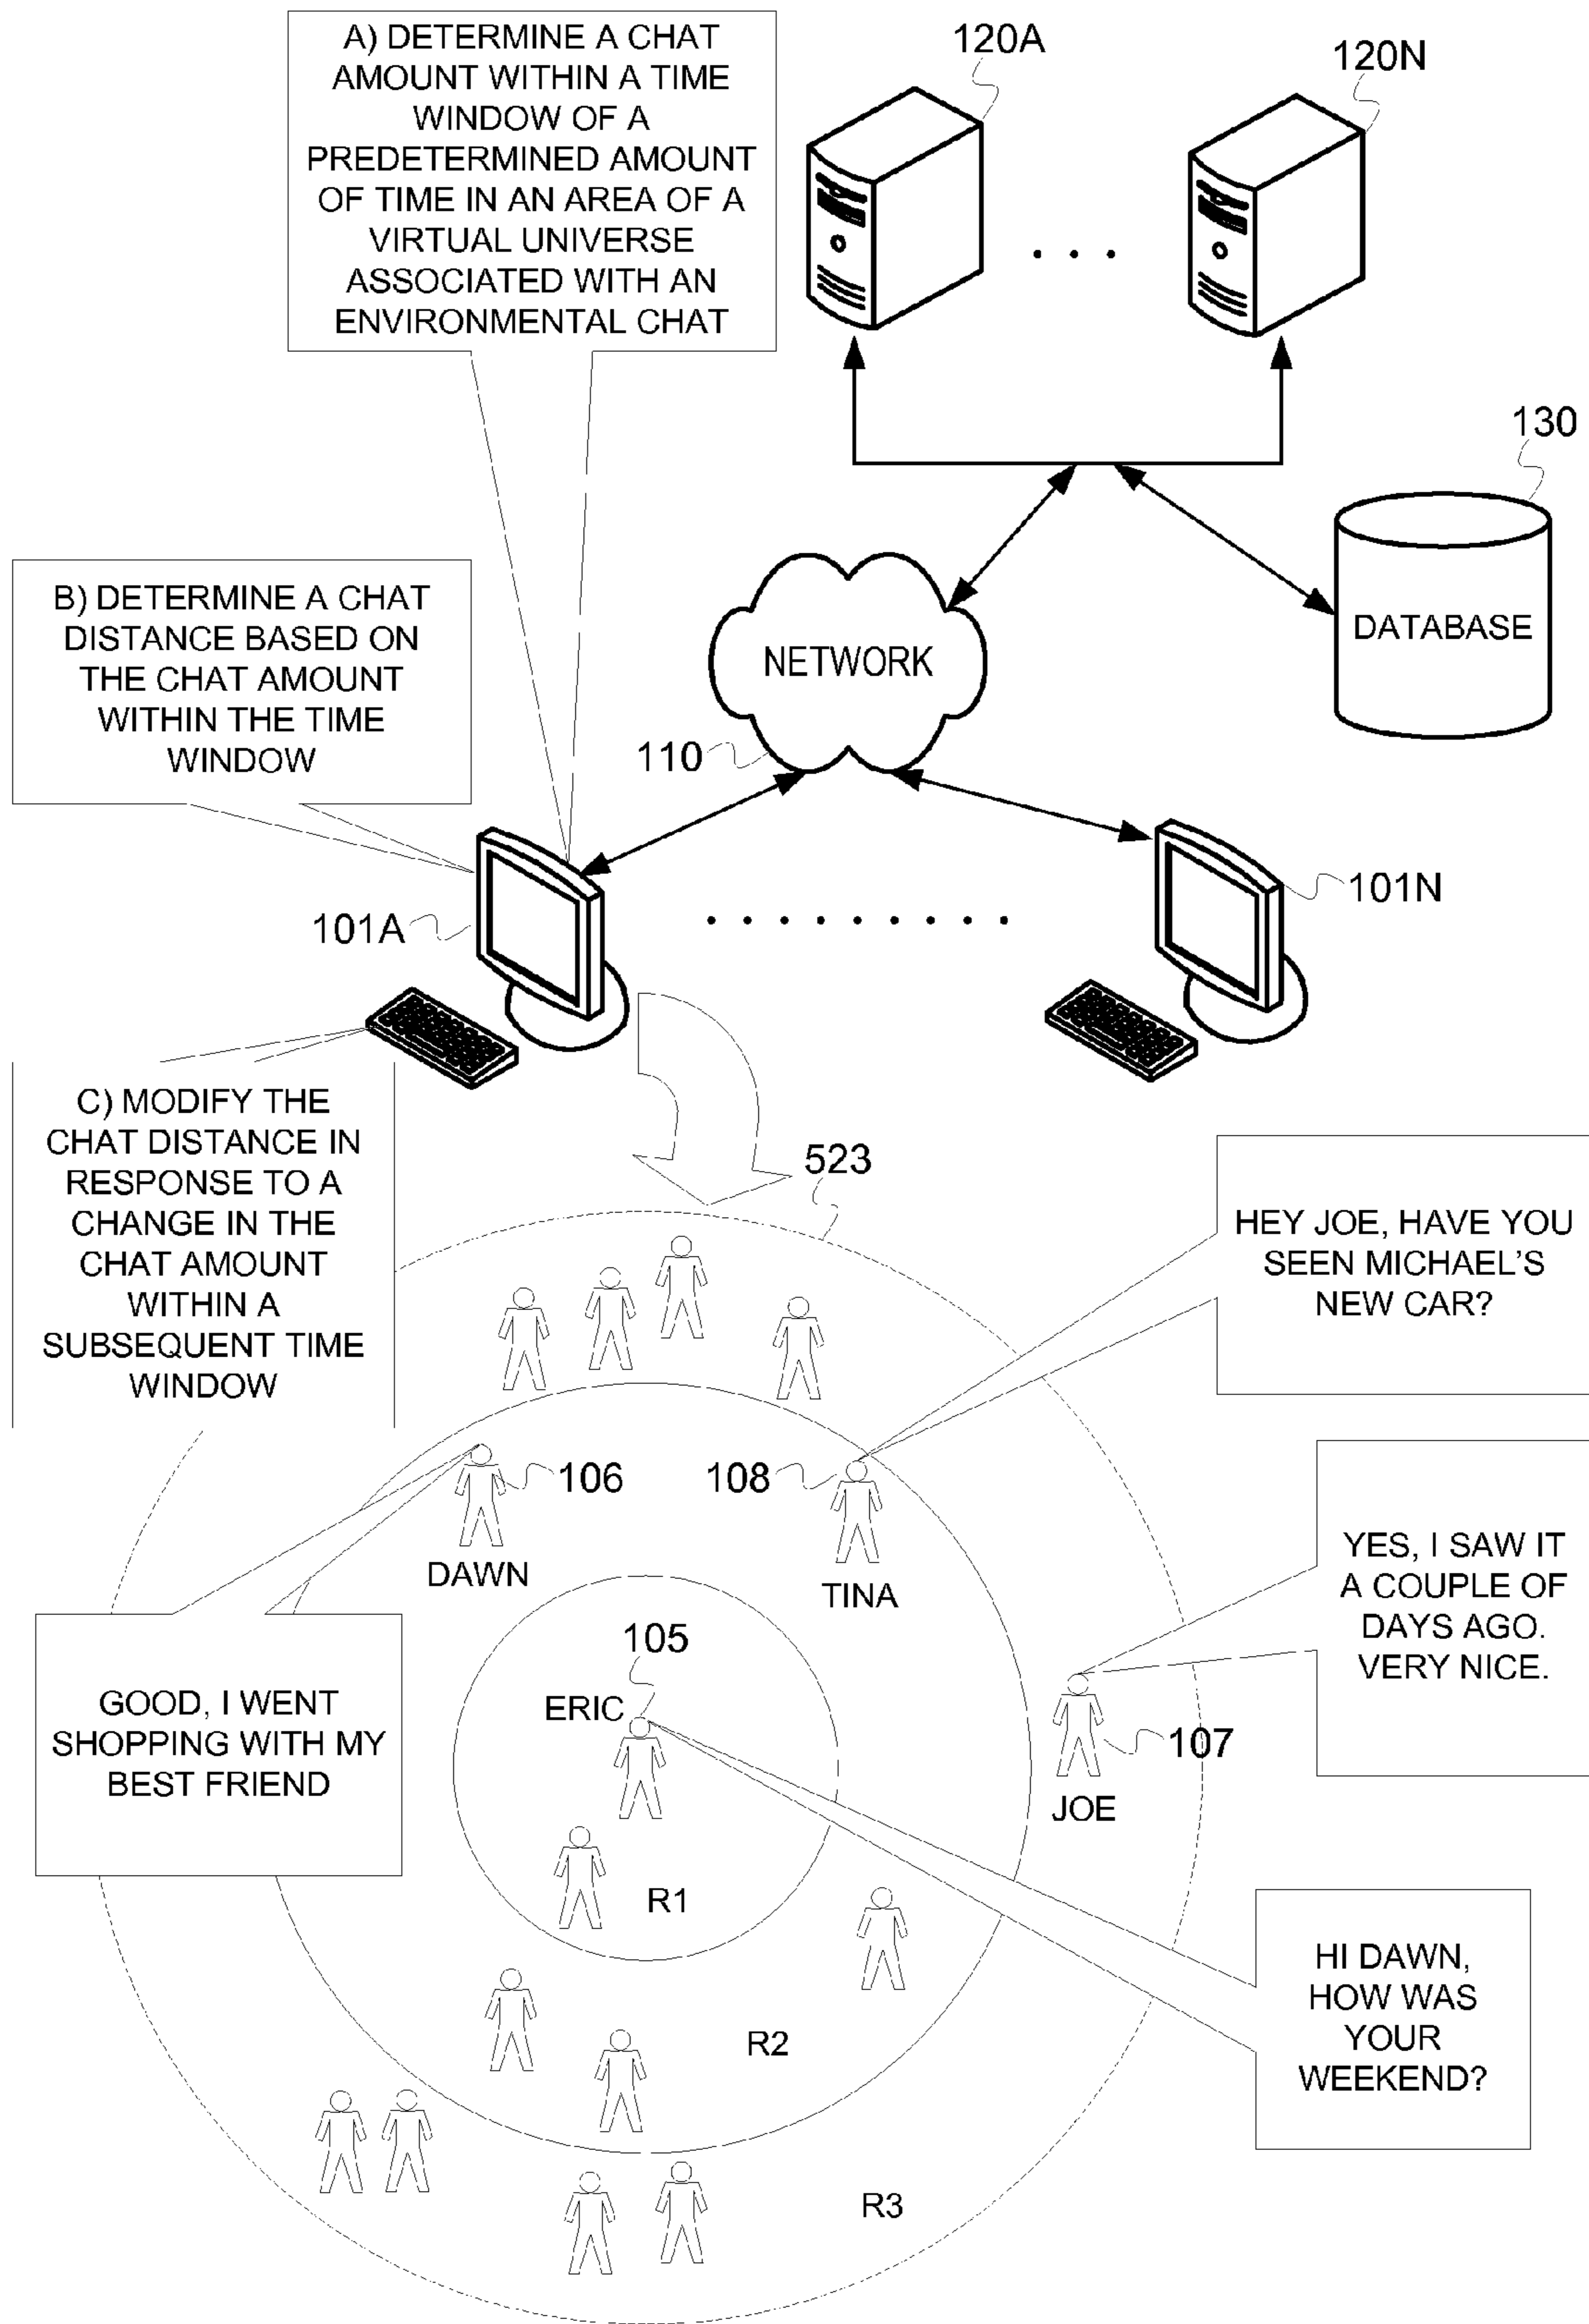 A) DETERMINE A CHAT
AMOUNT WITHIN A TIME
WINDOW OF A
PREDETERMINED AMOUNT
OF TIME IN AN AREA OF A
VIRTUAL UNIVERSE
ASSOCIATED WITH AN
ENVIRONMENTAL CHAT
120A
120N
130
DATABASE
NETWORK
110
B) DETERMINE A CHAT
DISTANCE BASED ON
THE CHAT AMOUNT
WITHIN THE TIME
WINDOW
101A
101N
C) MODIFY THE
CHAT DISTANCE IN
RESPONSE TO A
CHANGE IN THE
CHAT AMOUNT
WITHIN A
SUBSEQUENT TIME
WINDOW
523
HEY JOE, HAVE YOU
SEEN MICHAEL'S
NEW CAR?
106
DAWN
108
TINA
YES, I SAW IT
A COUPLE OF
DAYS AGO.
VERY NICE.
105
ERIC
GOOD, I WENT
SHOPPING WITH MY
BEST FRIEND
107
JOE
R1
HI DAWN,
HOW WAS
YOUR
WEEKEND?
R2
R3